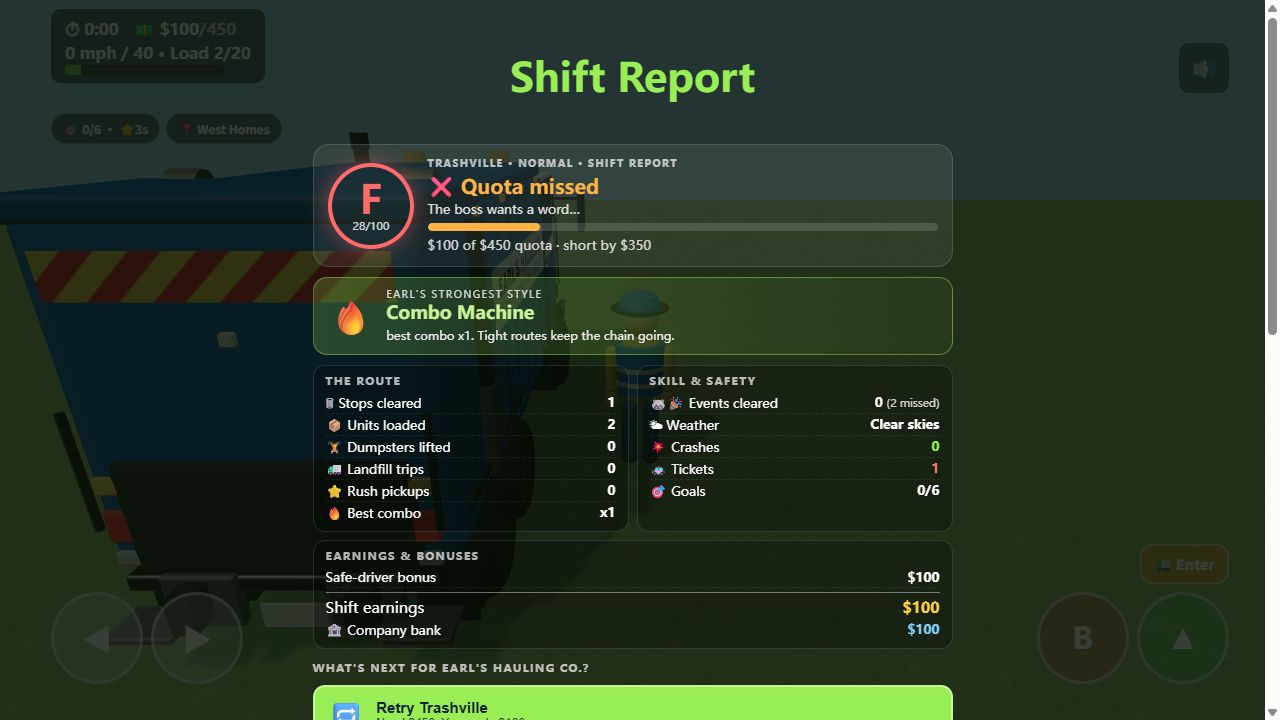 0:00 $100/450
0 mph / 40 • Load 2/20
0/6 • 3s
West Homes
Shift Report
F
28/100
TRASHVILLE • NORMAL • SHIFT REPORT
Quota missed
The boss wants a word...
$100 of $450 quota · short by $350
EARL'S STRONGEST STYLE
Combo Machine
best combo x1. Tight routes keep the chain going.
THE ROUTE
Stops cleared 1
Units loaded 2
Dumpsters lifted 0
Landfill trips 0
Rush pickups 0
Best combo x1
SKILL & SAFETY
Events cleared 0 (2 missed)
Weather Clear skies
Crashes 0
Tickets 1
Goals 0/6
EARNINGS & BONUSES
Safe-driver bonus $100
Shift earnings $100
Company bank $100
Enter
B
WHAT'S NEXT FOR EARL'S HAULING CO.?
Retry Trashville